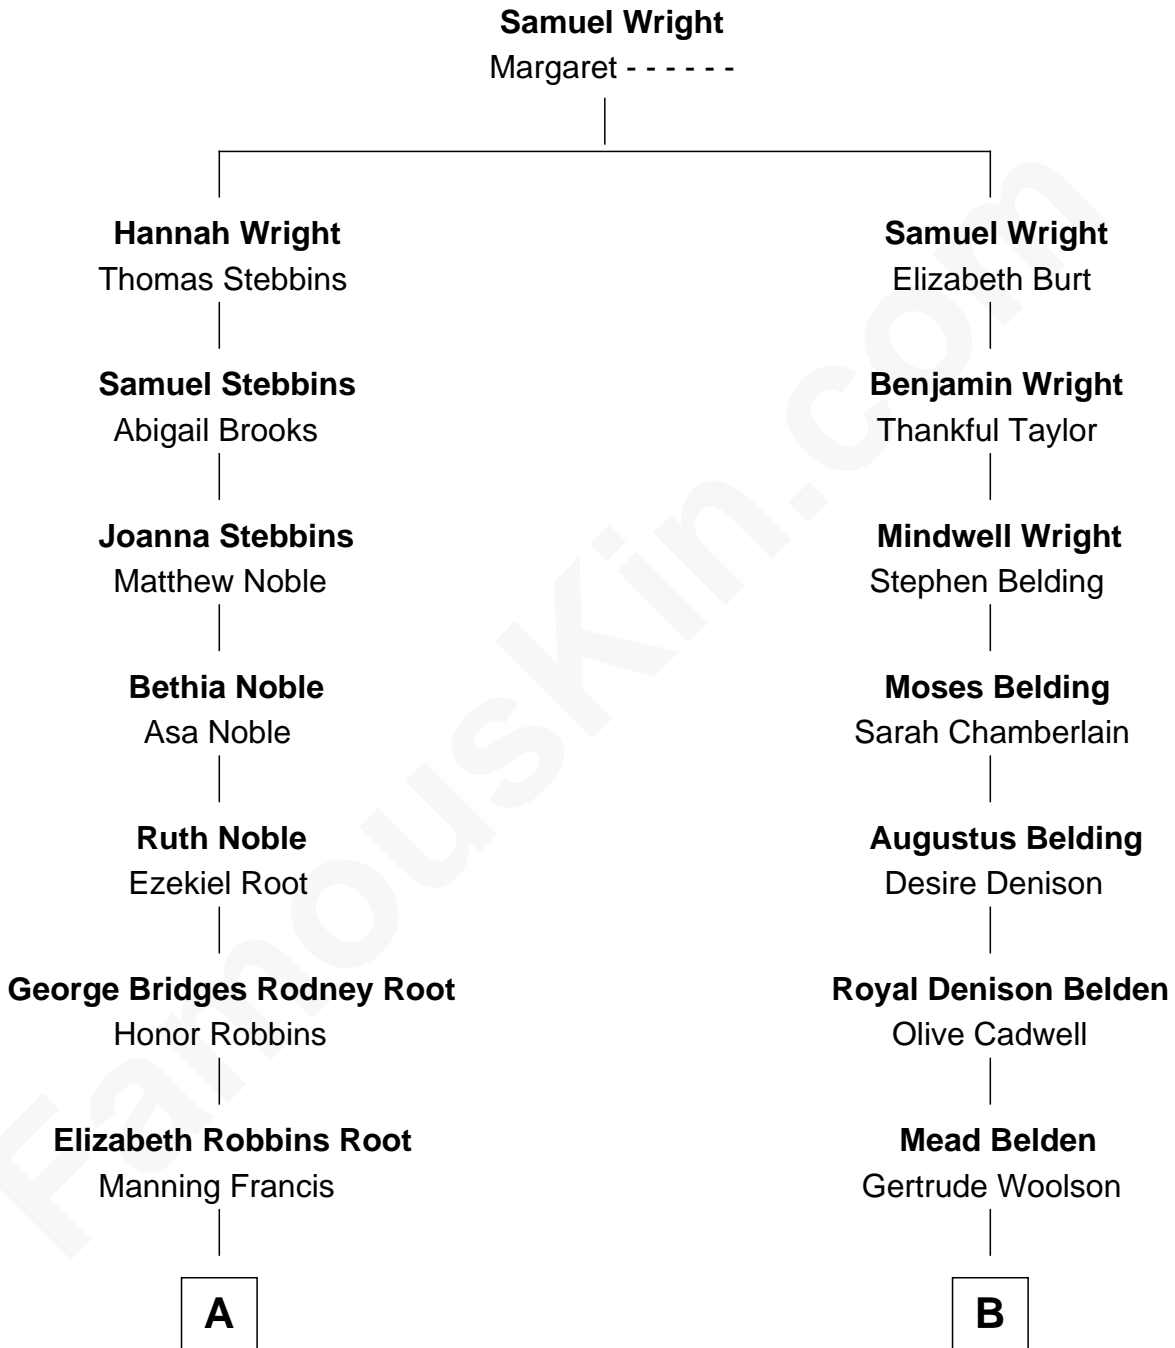 Samuel Wright
Margaret - - - - - -
Hannah Wright
Thomas Stebbins
Samuel Wright
Elizabeth Burt
Samuel Stebbins
Abigail Brooks
Benjamin Wright
Thankful Taylor
Joanna Stebbins
Matthew Noble
Mindwell Wright
Stephen Belding
Bethia Noble
Asa Noble
Moses Belding
Sarah Chamberlain
Ruth Noble
Ezekiel Root
Augustus Belding
Desire Denison
George Bridges Rodney Root
Honor Robbins
Royal Denison Belden
Olive Cadwell
Elizabeth Robbins Root
Manning Francis
Mead Belden
Gertrude Woolson
A
B
FamousKin.com